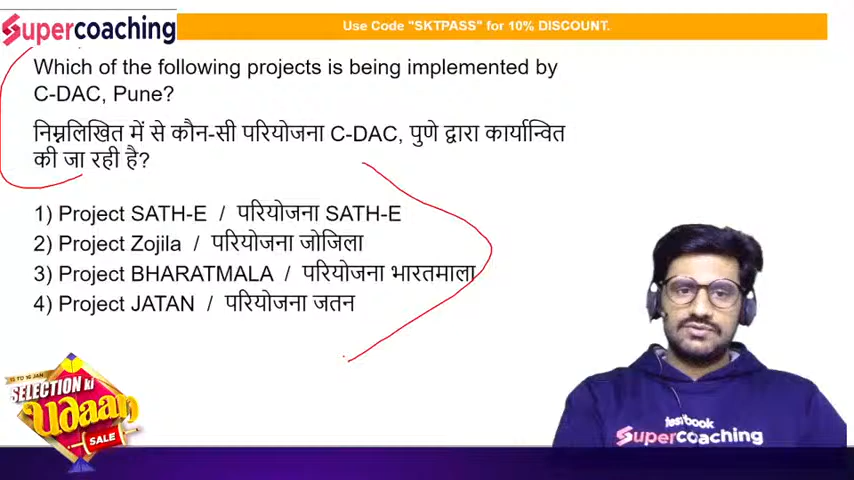 Supercoaching
Use Code "SKTPASS" for 10% DISCOUNT.
Which of the following projects is being implemented by
C-DAC, Pune?
निम्नलिखित में से कौन-सी परियोजना C-DAC, पुणे द्वारा कार्यान्वित
की जा रही है?
1) Project SATH-E / परियोजना SATH-E
2) Project Zojila / परियोजना जोजिला
3) Project BHARATMALA / परियोजना भारतमाला
4) Project JATAN / परियोजना जतन
SELECTION ki
Udaan
SALE
testbook
Supercoaching